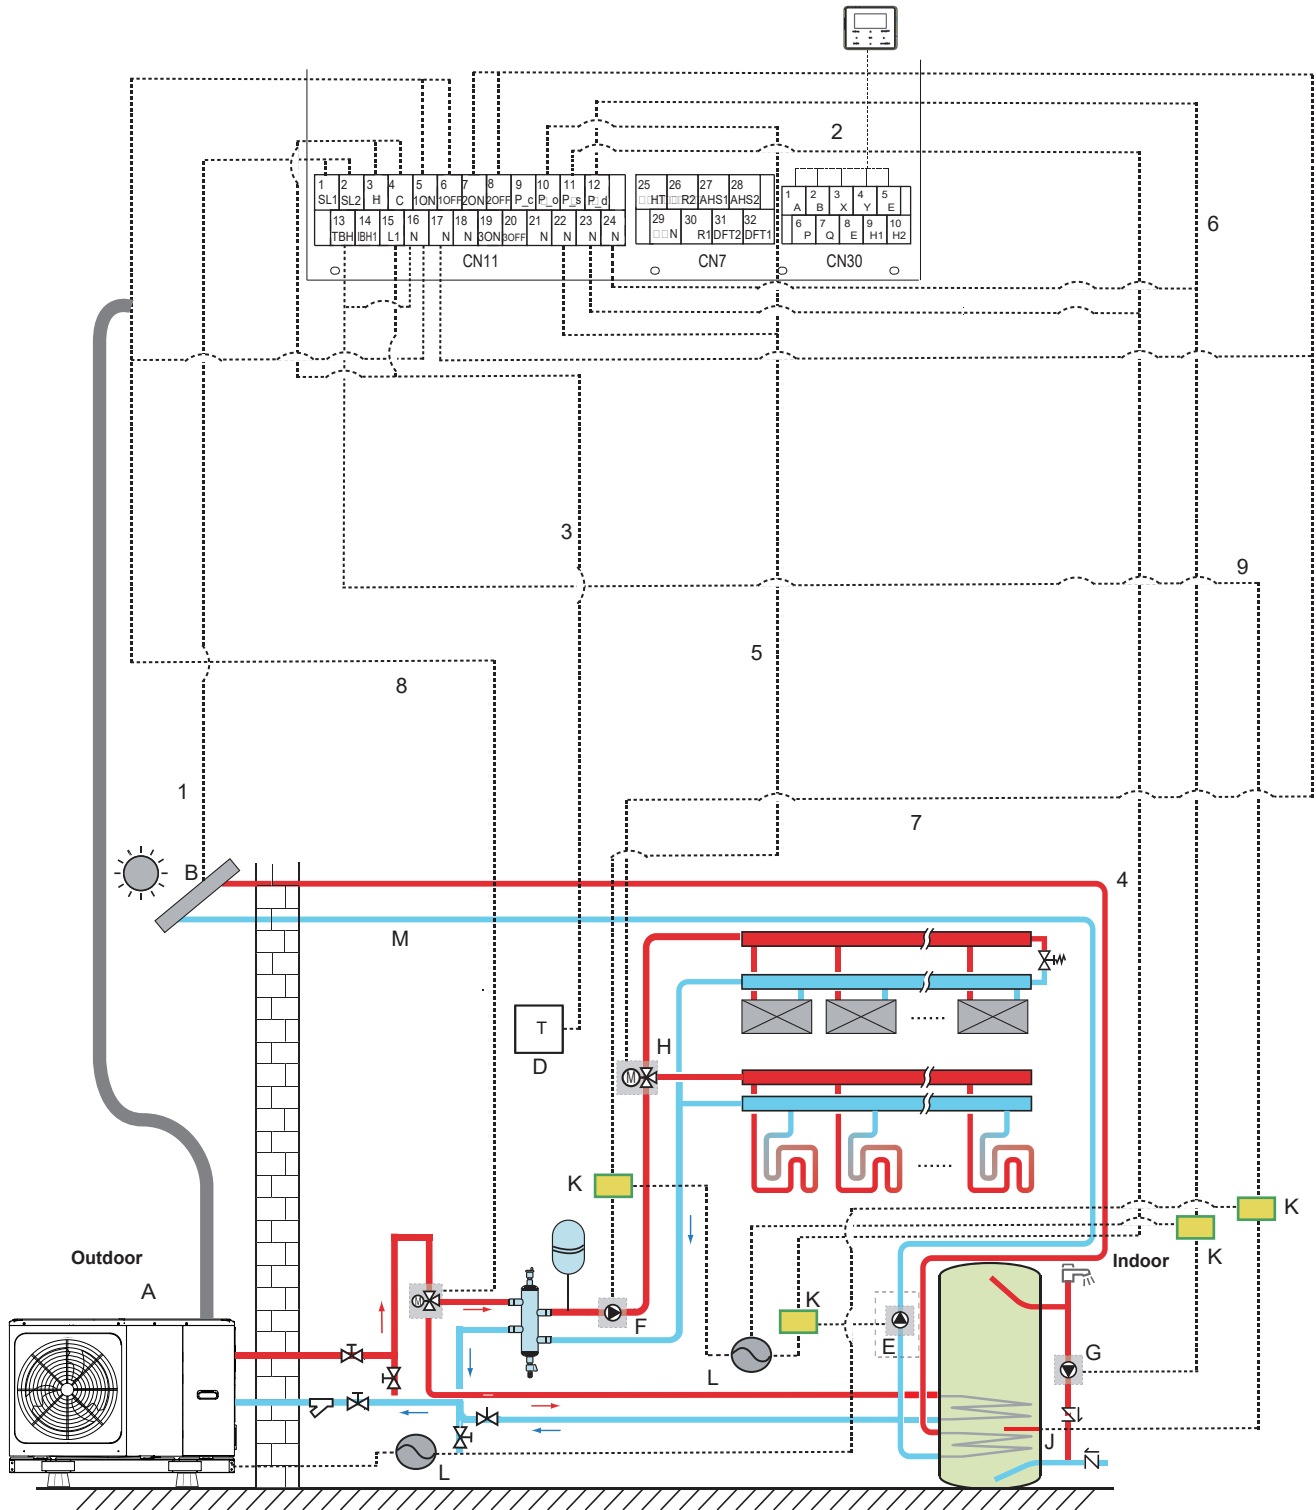 2
1 2 3 4 5 6 7 8 9 10 11 12
SL1 SL2 H C 1ON 1OFF 2ON 2OFF P_c P_o P_s P_d
13 14 15 16 17 18 19 20 21 22 23 24
TBH IBH1 L1 N N N 3ON 3OFF N N N N
CN11
25 26 27 28
HT R2 AHS1 AHS2
29 30 31 32
N R1 DFT2 DFT1
CN7
1 2 3 4 5
A B X Y E
6 7 8 9 10
P Q E H1 H2
CN30
6
3
9
5
8
1
7
B
4
M
T
D
H
M
K
K
K
Outdoor
Indoor
A
M
K
F
E
G
L
J
L